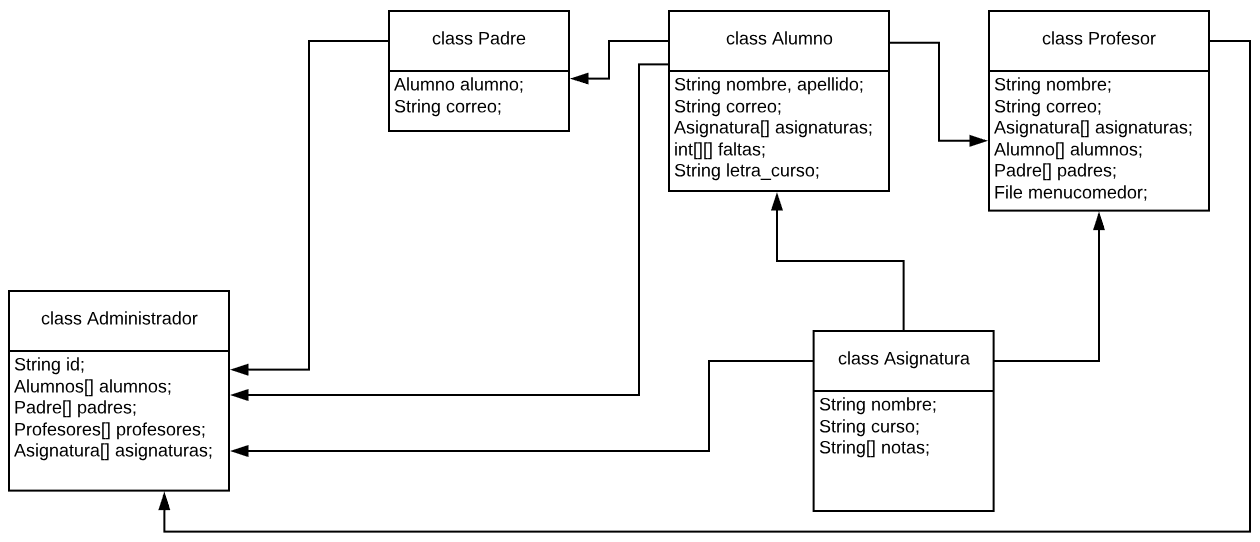 class Padre
Alumno alumno;
String correo;
class Alumno
String nombre, apellido;
String correo;
Asignatura[] asignaturas;
int[][] faltas;
String letra_curso;
class Profesor
String nombre;
String correo;
Asignatura[] asignaturas;
Alumno[] alumnos;
Padre[] padres;
File menucomedor;
class Administrador
String id;
Alumnos[] alumnos;
Padre[] padres;
Profesores[] profesores;
Asignatura[] asignaturas;
class Asignatura
String nombre;
String curso;
String[] notas;